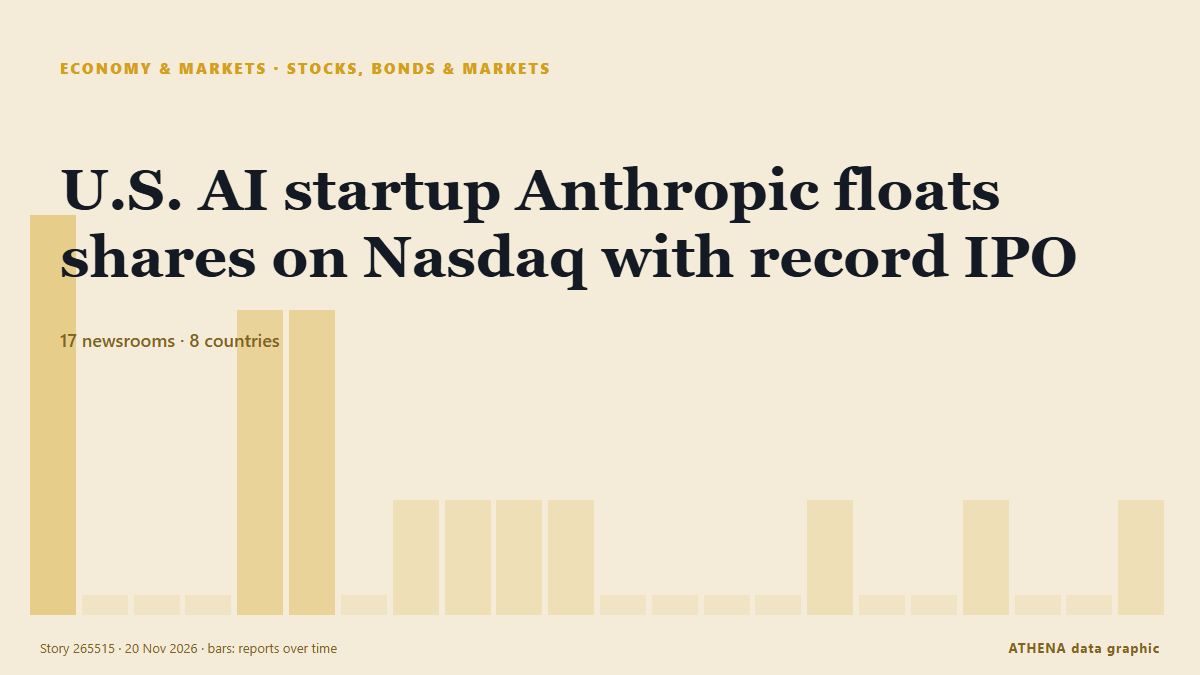 ECONOMY & MARKETS · STOCKS, BONDS & MARKETS
U.S. AI startup Anthropic floats
shares on Nasdaq with record IPO
17 newsrooms · 8 countries
Story 265515 · 20 Nov 2026 · bars: reports over time
ATHENA data graphic